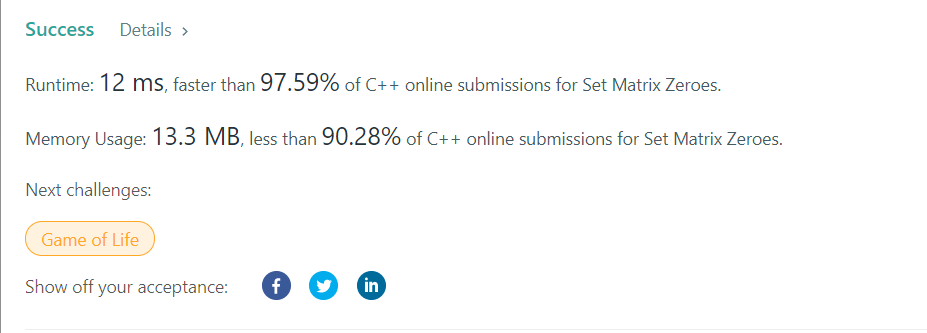 Success Details >
Runtime: 12 ms, faster than 97.59% of C++ online submissions for Set Matrix Zeroes.
Memory Usage: 13.3 MB, less than 90.28% of C++ online submissions for Set Matrix Zeroes.
Next challenges:
Game of Life
Show off your acceptance: f in